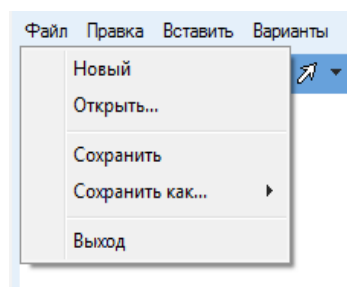 Файл Правка Вставить Варианты
Новый
Открыть...
Сохранить
Сохранить как...
Выход